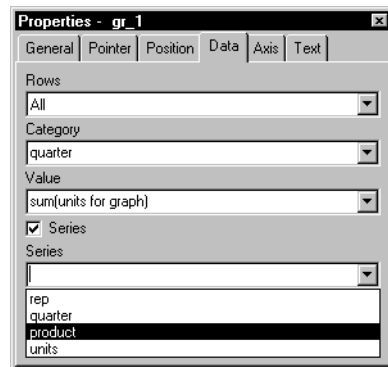 Properties - gr_1
General Pointer Position Data Axis Text
Rows
All
Category
quarter
Value
sum(units for graph)
Series
Series
rep
quarter
product
units